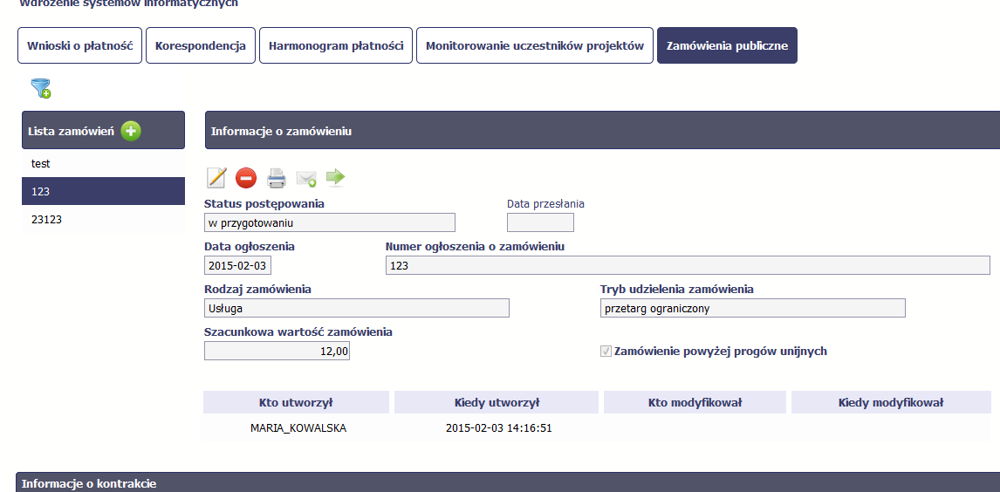 Wdrożenie systemów informatycznych
Wnioski o płatność Korespondencja Harmonogram płatności Monitorowanie uczestników projektów Zamówienia publiczne
Lista zamówień
test
123
23123
Informacje o zamówieniu
Status postępowania Data przesłania
w przygotowaniu
Data ogłoszenia Numer ogłoszenia o zamówieniu
2015-02-03 123
Rodzaj zamówienia Tryb udzielenia zamówienia
Usługa przetarg ograniczony
Szacunkowa wartość zamówienia
12,00 Zamówienie powyżej progów unijnych
Kto utworzył Kiedy utworzył Kto modyfikował Kiedy modyfikował
MARIA_KOWALSKA 2015-02-03 14:16:51
Informacje o kontrakcie